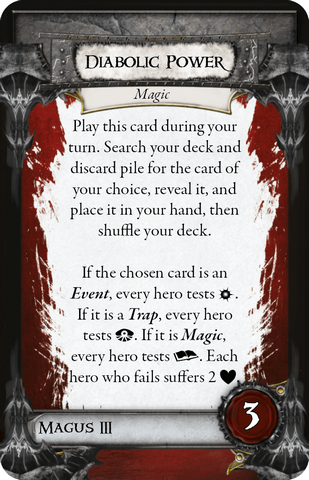 Diabolic Power
Magic
Play this card during your
turn. Search your deck and
discard pile for the card of
your choice, reveal it, and
place it in your hand, then
shuffle your deck.
If the chosen card is an
Event, every hero tests .
If it is a Trap, every hero
tests . If it is Magic,
every hero tests . Each
hero who fails suffers 2
3
Magus III